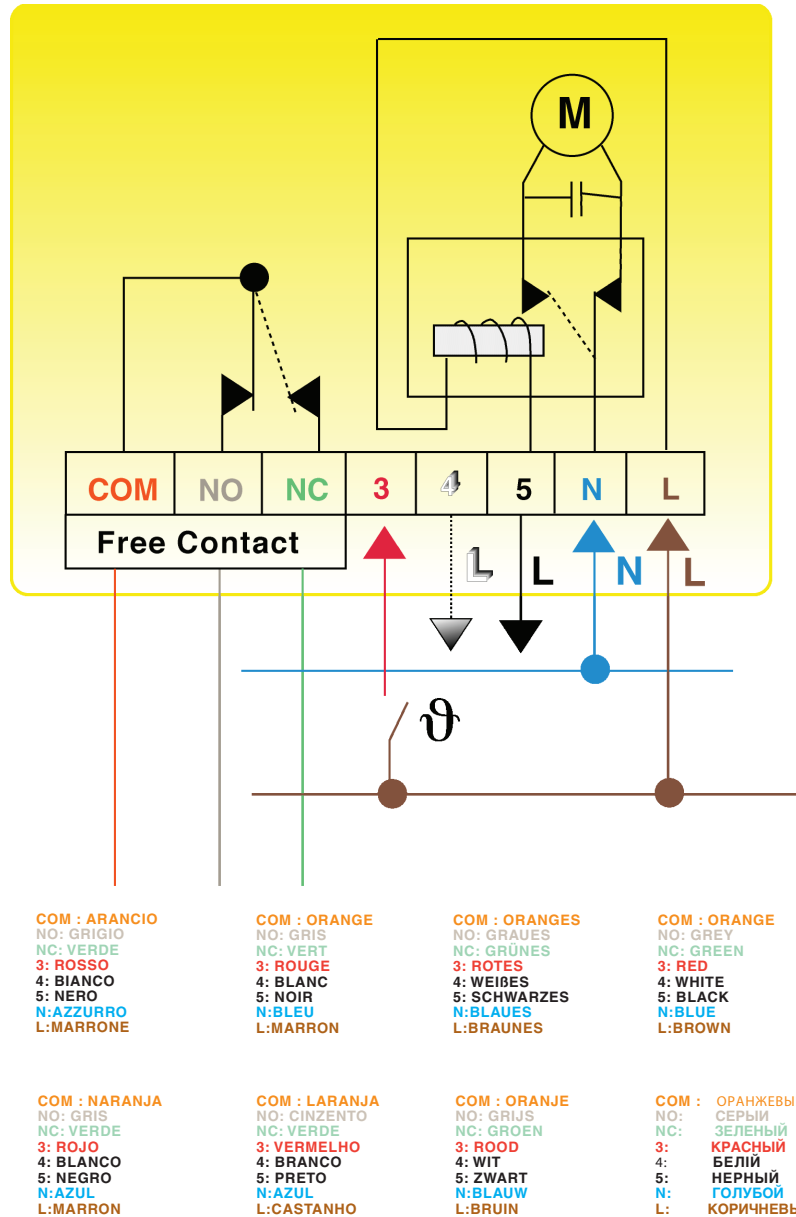 M
COM NO NC 3 4 5 N L
Free Contact
L L N L
ϑ
COM : ARANCIO
NO: GRIGIO
NC: VERDE
3: ROSSO
4: BIANCO
5: NERO
N:AZZURRO
L:MARRONE
COM : ORANGE
NO: GRIS
NC: VERT
3: ROUGE
4: BLANC
5: NOIR
N:BLEU
L:MARRON
COM : ORANGES
NO: GRAUES
NC: GRÜNES
3: ROTES
4: WEIßES
5: SCHWARZES
N:BLAUES
L:BRAUNES
COM : ORANGE
NO: GREY
NC: GREEN
3: RED
4: WHITE
5: BLACK
N:BLUE
L:BROWN
COM : NARANJA
NO: GRIS
NC: VERDE
3: ROJO
4: BLANCO
5: NEGRO
N:AZUL
L:MARRON
COM : LARANJA
NO: CINZENTO
NC: VERDE
3: VERMELHO
4: BRANCO
5: PRETO
N:AZUL
L:CASTANHO
COM : ORANJE
NO: GRIJS
NC: GROEN
3: ROOD
4: WIT
5: ZWART
N:BLAUW
L:BRUIN
COM : ОРАНЖЕВЫ
NO: СЕРЫИ
NC: ЗЕЛЕНЫЙ
3: КРАСНЫЙ
4: БЕЛІЙ
5: НЕРНЫЙ
N: ГОЛУБОЙ
L: КОРИЧНЕВЫ